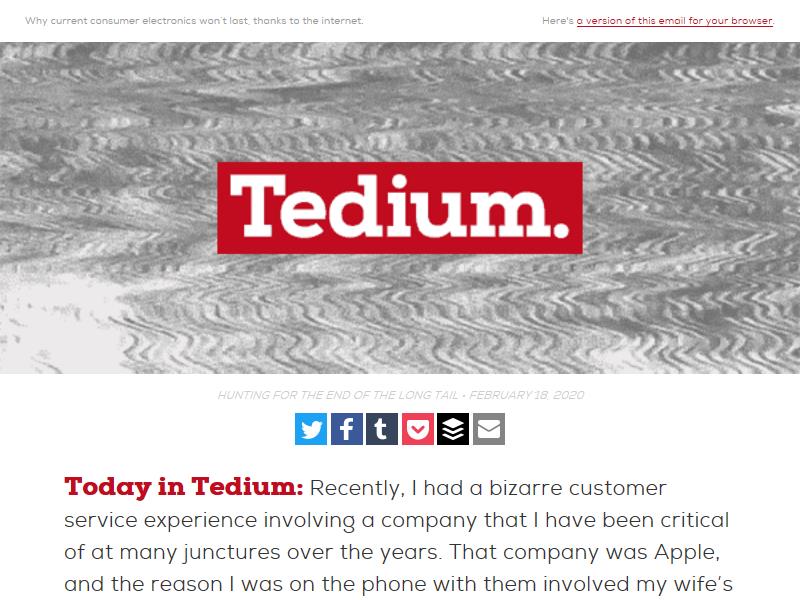 Why current consumer electronics won't last, thanks to the internet.
Here's a version of this email for your browser.
Tedium.
HUNTING FOR THE END OF THE LONG TAIL • FEBRUARY 18, 2020
Today in Tedium: Recently, I had a bizarre customer
service experience involving a company that I have been critical
of at many junctures over the years. That company was Apple,
and the reason I was on the phone with them involved my wife's